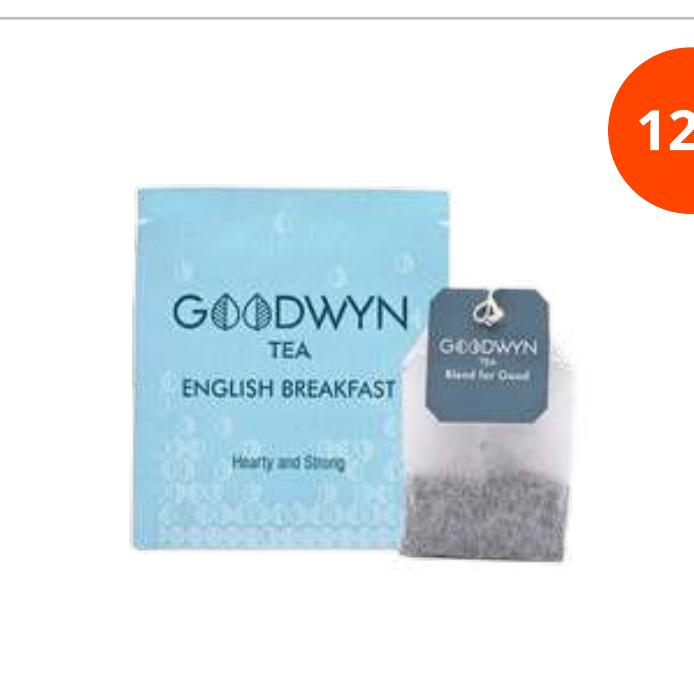 12
GOODWYN
TEA
ENGLISH BREAKFAST
Hearty and Strong
GOODWYN
TEA
Blend for Good